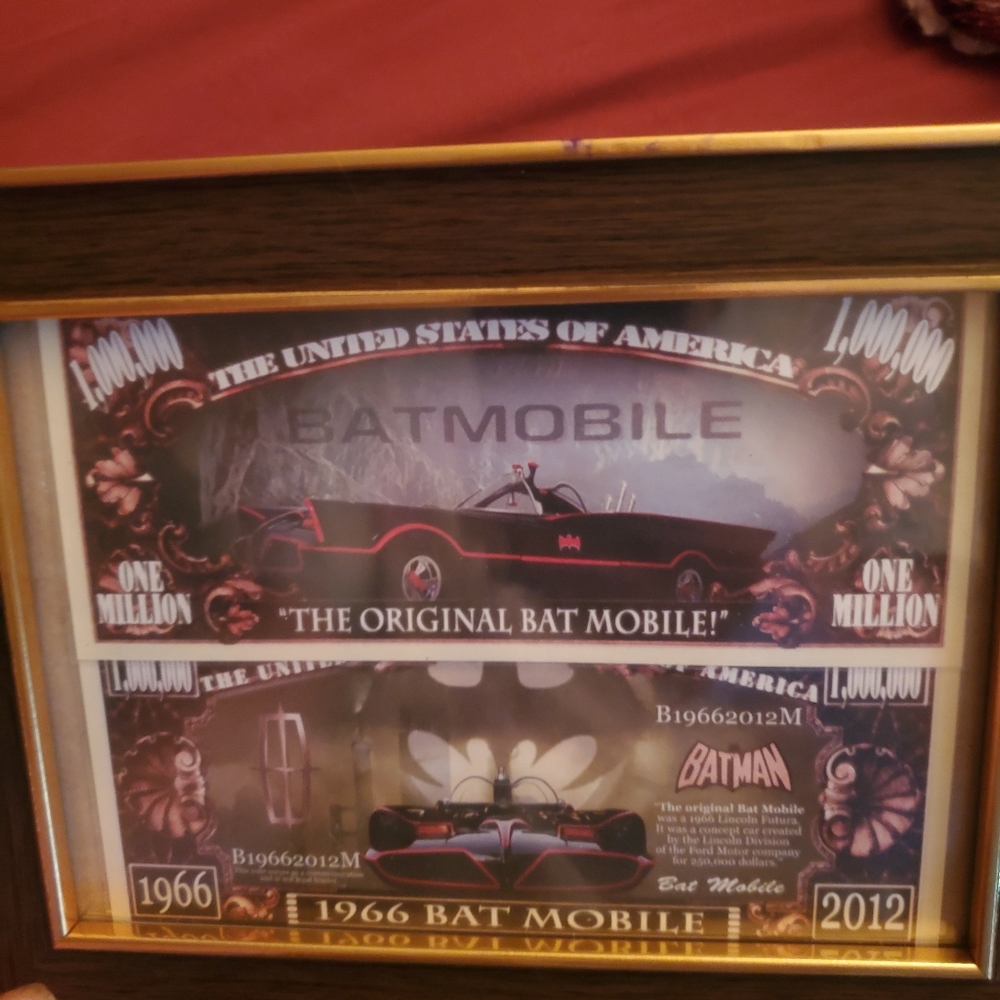 1,000,000
THE UNITED STATES OF AMERICA
1,000,000
BATMOBILE
ONE
MILLION
"THE ORIGINAL BAT MOBILE!"
ONE
MILLION
1,000,000
THE UNITED
OF AMERICA
1,000,000
B19662012M
BATMAN
"The original Bat Mobile
was a 1966 Lincoln Futura.
It was a concept car created
by the Lincoln Division
of the Ford Motor company
for 250,000 dollars."
Bat Mobile
B19662012M
1966
1966 BAT MOBILE
2012